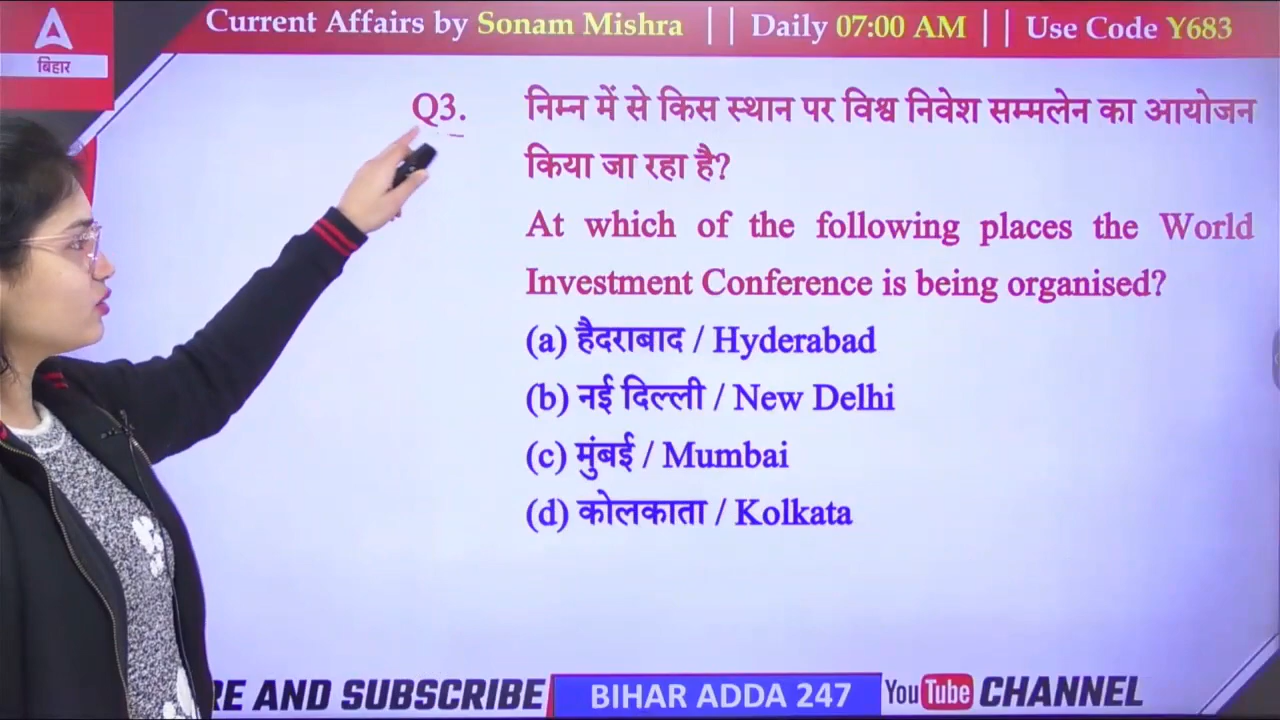 Current Affairs by Sonam Mishra || Daily 07:00 AM || Use Code Y683
बिहार
Q3. निम्न में से किस स्थान पर विश्व निवेश सम्मलेन का आयोजन
किया जा रहा है?
At which of the following places the World
Investment Conference is being organised?
(a) हैदराबाद / Hyderabad
(b) नई दिल्ली / New Delhi
(c) मुंबई / Mumbai
(d) कोलकाता / Kolkata
RE AND SUBSCRIBE BIHAR ADDA 247 YouTube CHANNEL